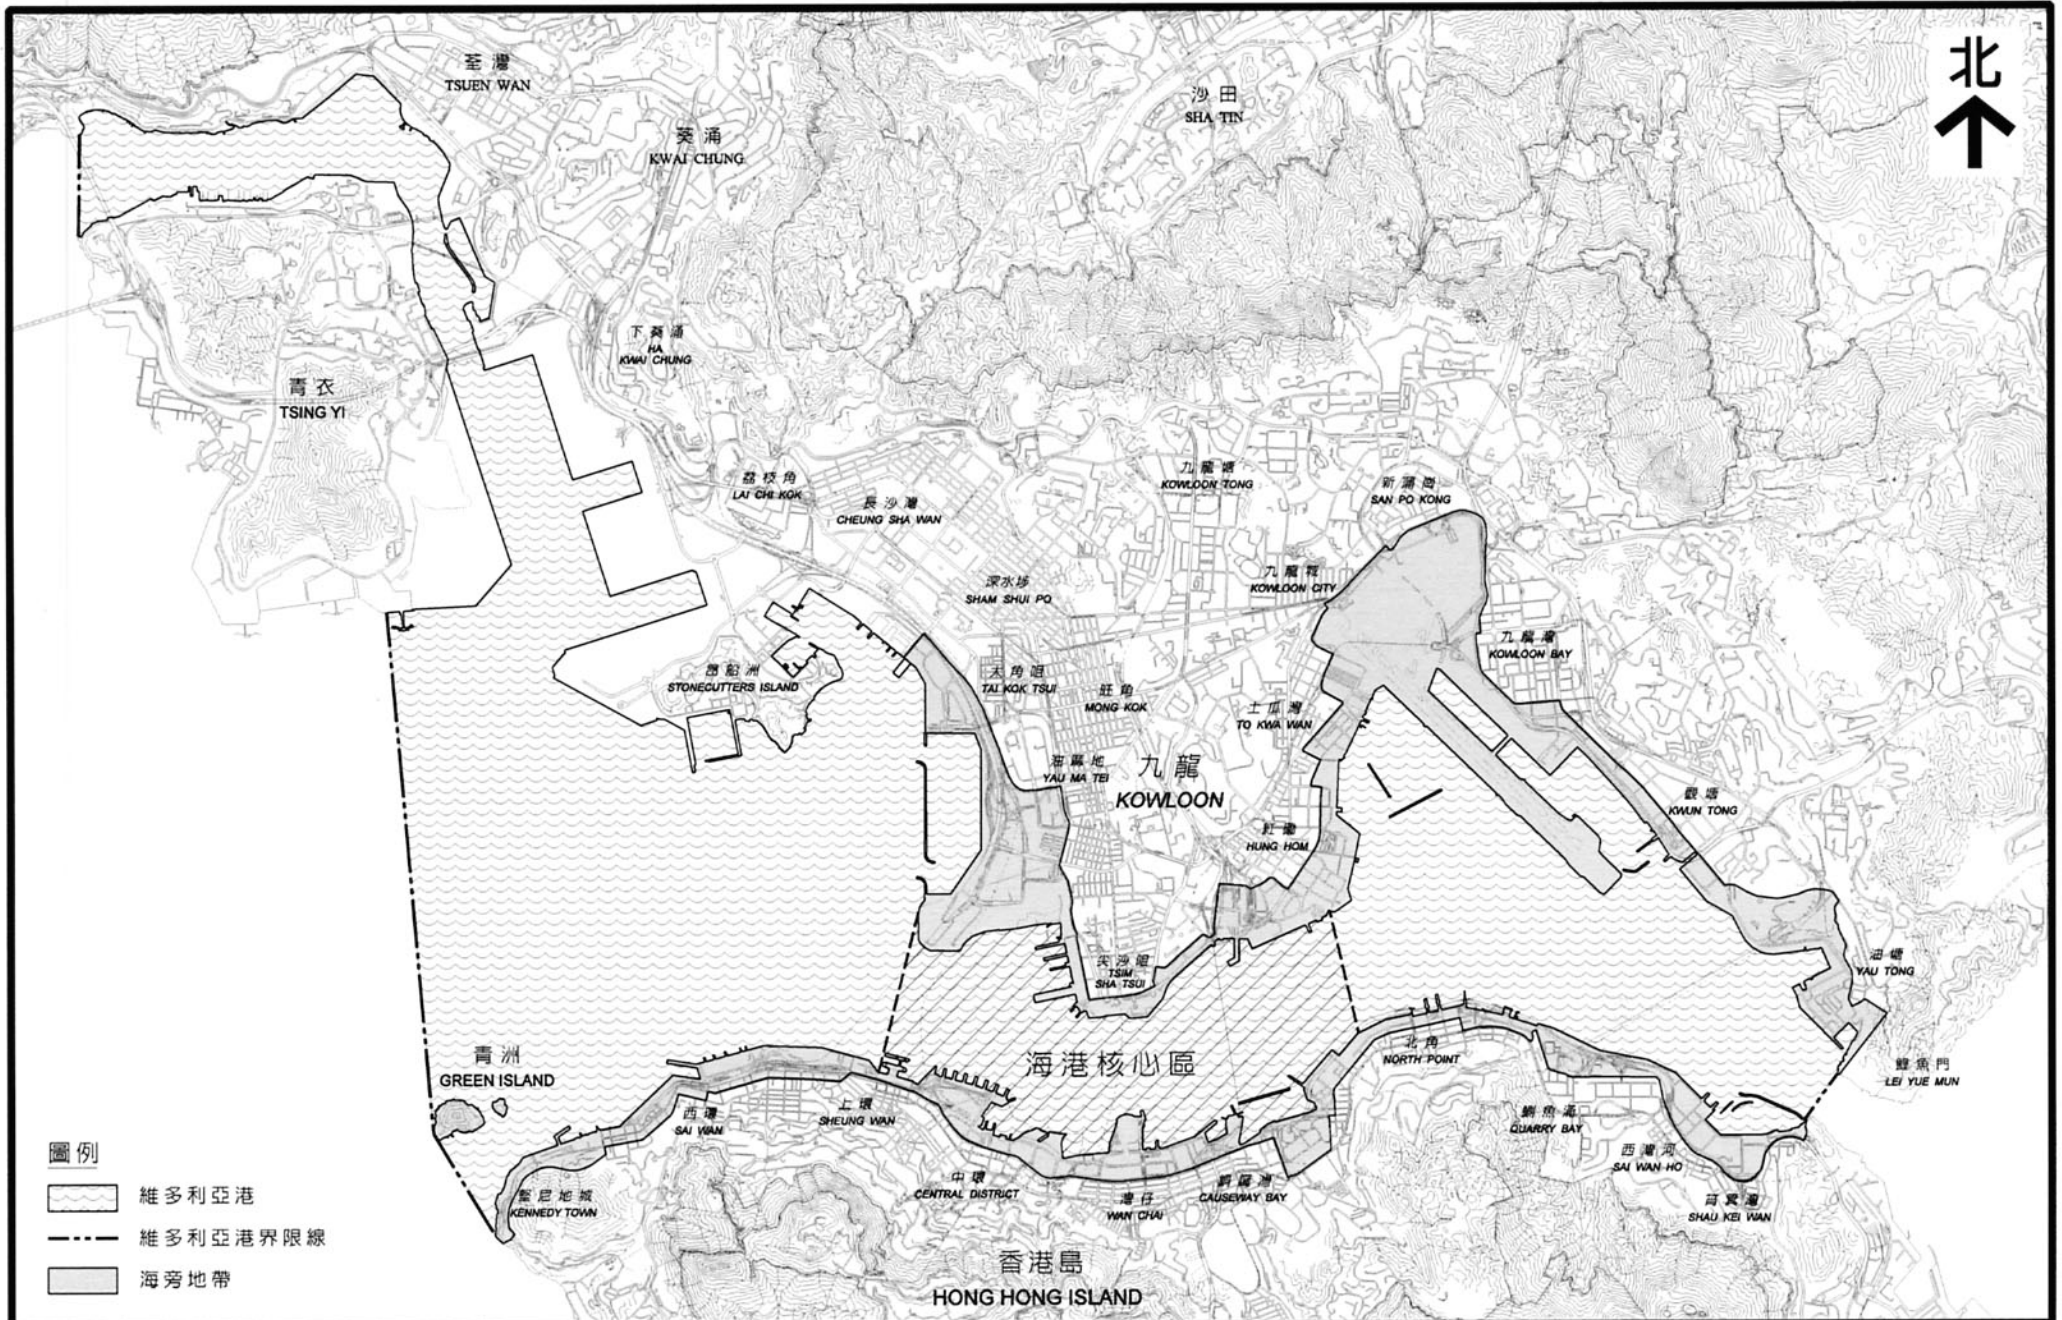 北
荃灣
TSUEN WAN
沙田
SHA TIN
葵涌
KWAI CHUNG
下葵涌
HA
KWAI CHUNG
青衣
TSING YI
荔枝角
LAI CHI KOK
長沙灣
CHEUNG SHA WAN
九龍塘
KOWLOON TONG
新蒲崗
SAN PO KONG
深水埗
SHAM SHUI PO
九龍城
KOWLOON CITY
九龍灣
KOWLOON BAY
昂船洲
STONECUTTERS ISLAND
大角咀
TAI KOK TSUI
旺角
MONG KOK
土瓜灣
TO KWA WAN
油麻地
YAU MA TEI
九龍
KOWLOON
觀塘
KWUN TONG
紅磡
HUNG HOM
尖沙咀
TSIM
SHA TSUI
油塘
YAU TONG
青洲
GREEN ISLAND
海港核心區
北角
NORTH POINT
鯉魚門
LEI YUE MUN
西環
SAI WAN
上環
SHEUNG WAN
鰂魚涌
QUARRY BAY
西灣河
SAI WAN HO
堅尼地城
KENNEDY TOWN
中環
CENTRAL DISTRICT
灣仔
WAN CHAI
銅鑼灣
CAUSEWAY BAY
筲箕灣
SHAU KEI WAN
香港島
HONG HONG ISLAND
圖例
維多利亞港
維多利亞港界限線
海旁地帶